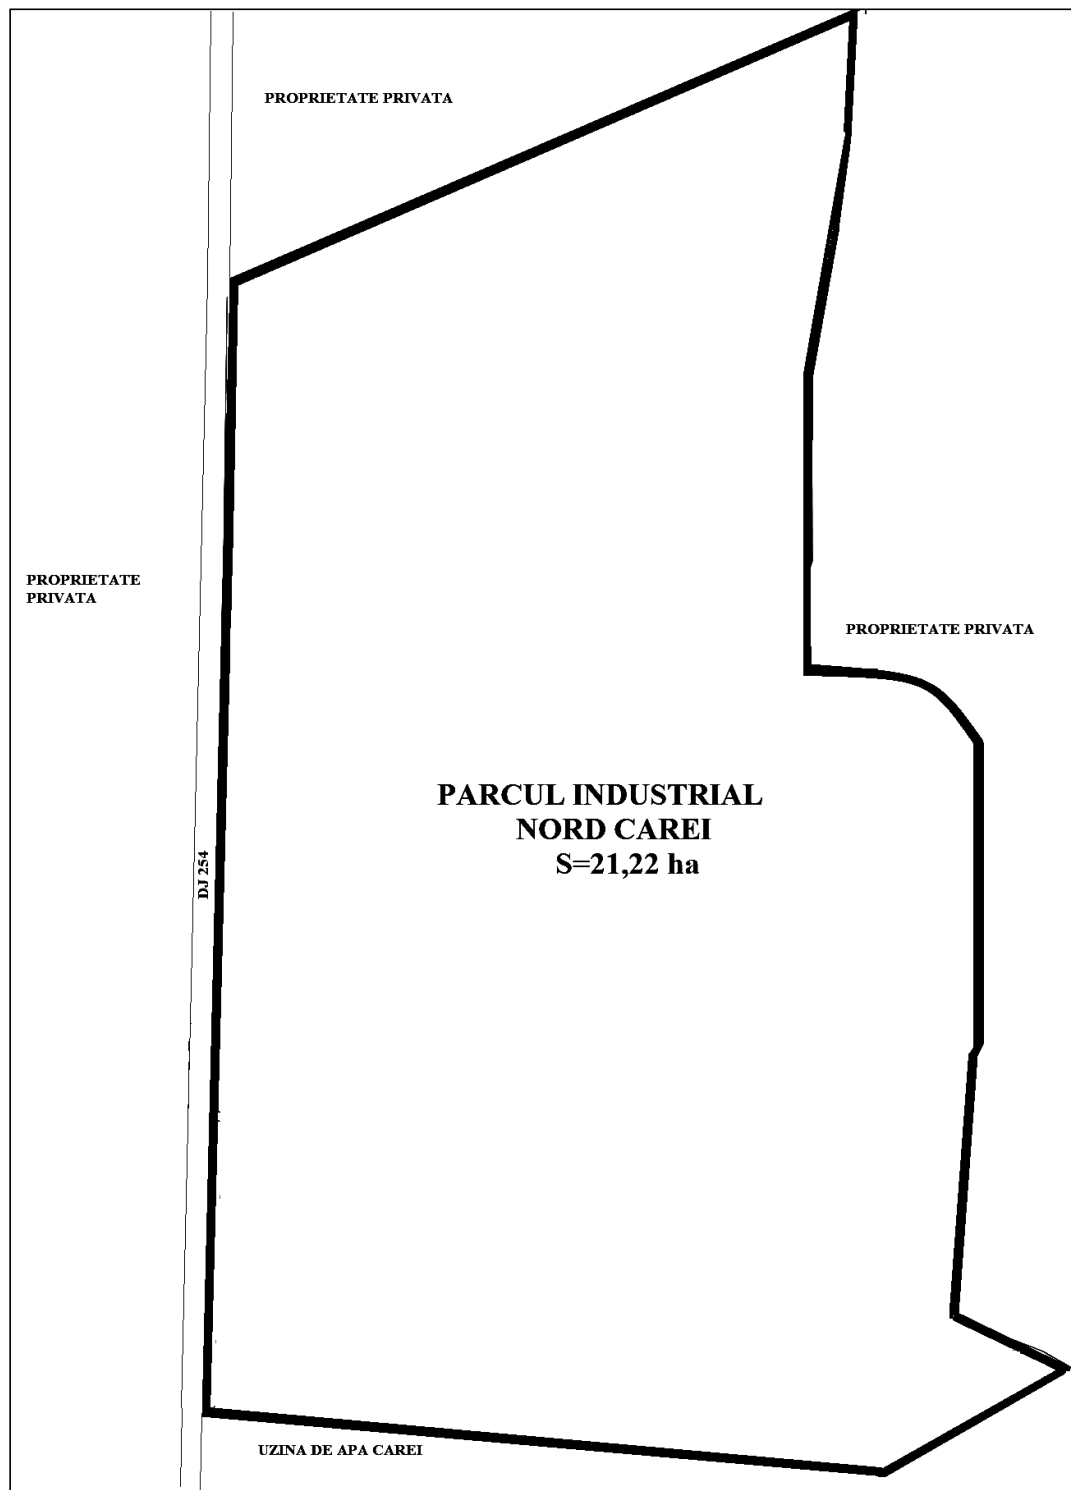 PROPRIETATE PRIVATA
PROPRIETATE
PRIVATA
PROPRIETATE PRIVATA
PARCUL INDUSTRIAL
NORD CAREI
S=21,22 ha
DJ 254
UZINA DE APA CAREI